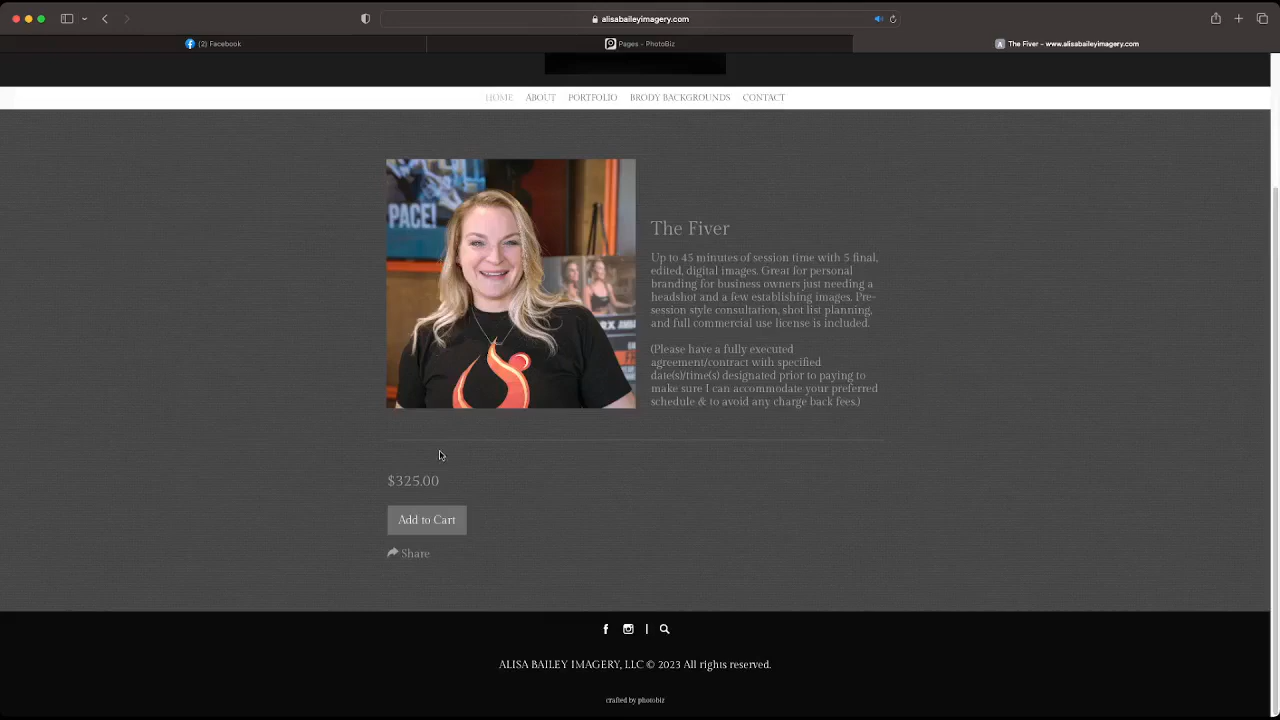 alisabaileyimagery.com
(2) Facebook
Pages - PhotoBiz
A The Fiver - www.alisabaileyimagery.com
HOME ABOUT PORTFOLIO BRODY BACKGROUNDS CONTACT
PACE!
The Fiver
Up to 45 minutes of session time with 5 final,
edited, digital images. Great for personal
branding for business owners just needing a
headshot and a few establishing images. Pre-
session style consultation, shot list planning,
and full commercial use license is included.
(Please have a fully executed
agreement/contract with specified
date(s)/time(s) designated prior to paying to
make sure I can accommodate your preferred
schedule & to avoid any charge back fees.)
$325.00
Add to Cart
Share
ALISA BAILEY IMAGERY, LLC © 2023 All rights reserved.
crafted by photobiz